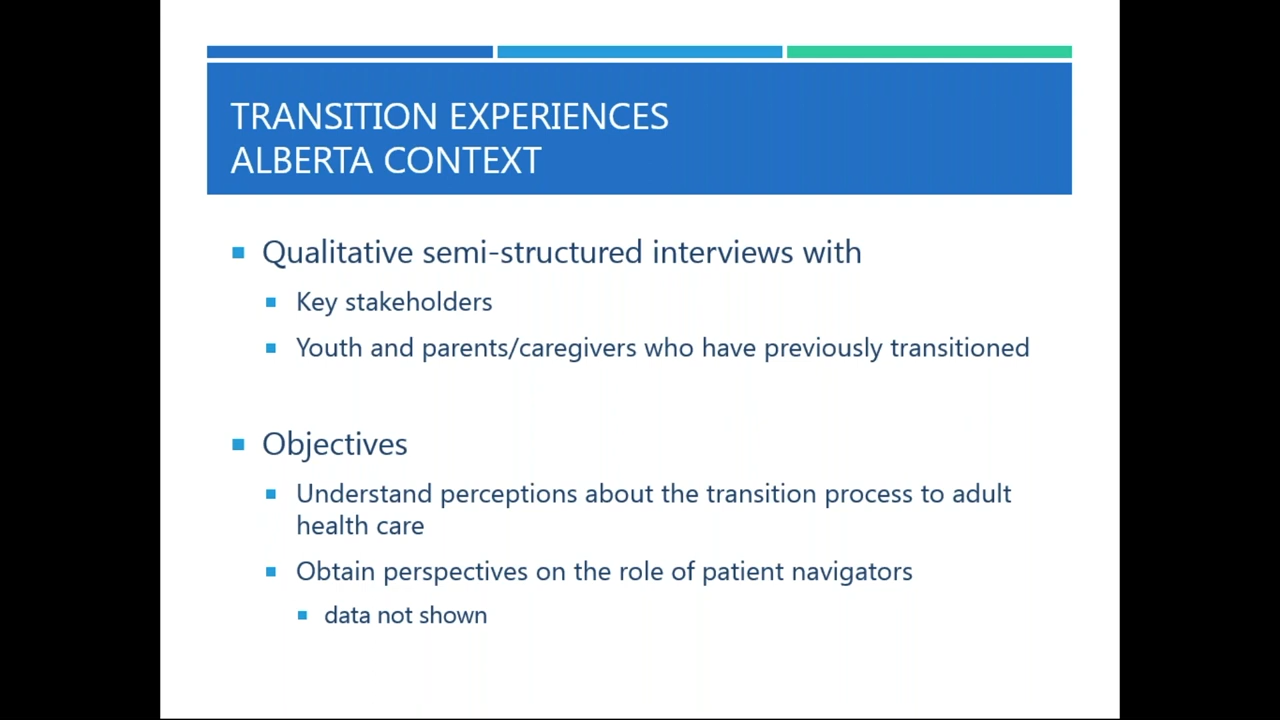 TRANSITION EXPERIENCES
ALBERTA CONTEXT
Qualitative semi-structured interviews with
Key stakeholders
Youth and parents/caregivers who have previously transitioned
Objectives
Understand perceptions about the transition process to adult
health care
Obtain perspectives on the role of patient navigators
data not shown